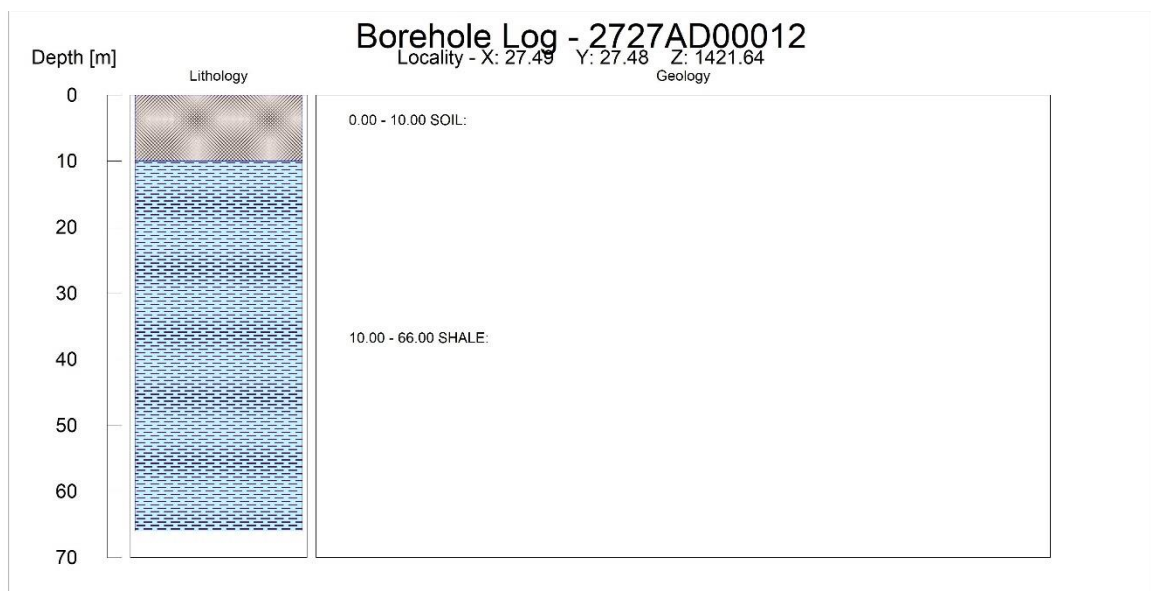 Borehole Log - 2727AD00012
Locality - X: 27.49 Y: 27.48 Z: 1421.64
Depth [m]
Lithology
Geology
0
0.00 - 10.00 SOIL:
10
20
30
10.00 - 66.00 SHALE:
40
50
60
70